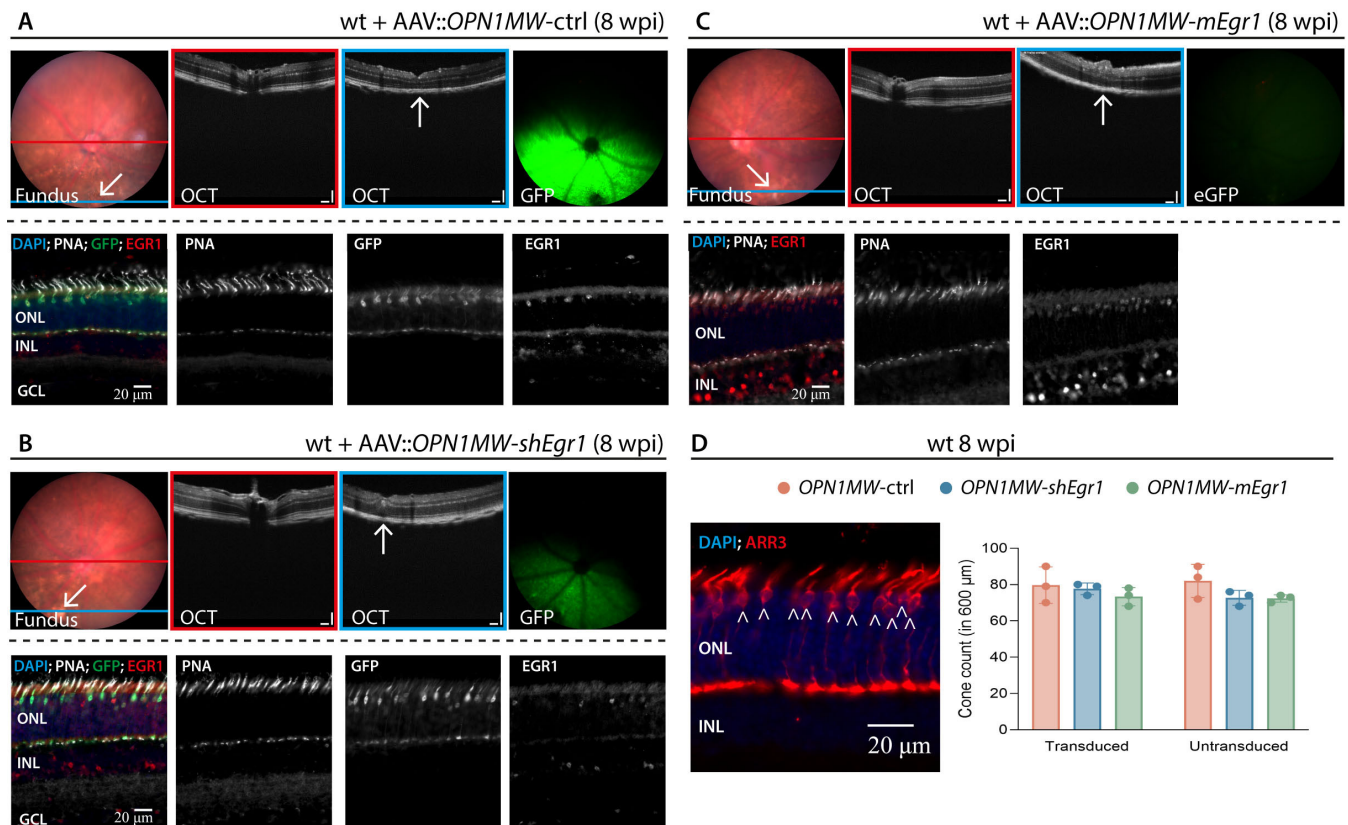 A
wt + AAV::OPN1MW-ctrl (8 wpi)
Fundus
OCT
OCT
GFP
DAPI; PNA; GFP; EGR1
PNA
GFP
EGR1
ONL
INL
GCL
20 µm
B
wt + AAV::OPN1MW-shEgr1 (8 wpi)
Fundus
OCT
OCT
GFP
DAPI; PNA; GFP; EGR1
PNA
GFP
EGR1
ONL
INL
GCL
20 µm
C
wt + AAV::OPN1MW-mEgr1 (8 wpi)
Fundus
OCT
OCT
eGFP
DAPI; PNA; EGR1
PNA
EGR1
ONL
INL
20 µm
D
wt 8 wpi
OPN1MW-ctrl
OPN1MW-shEgr1
OPN1MW-mEgr1
DAPI; ARR3
ONL
INL
20 µm
Cone count (in 600 µm)
100
80
60
40
20
0
Transduced
Untransduced